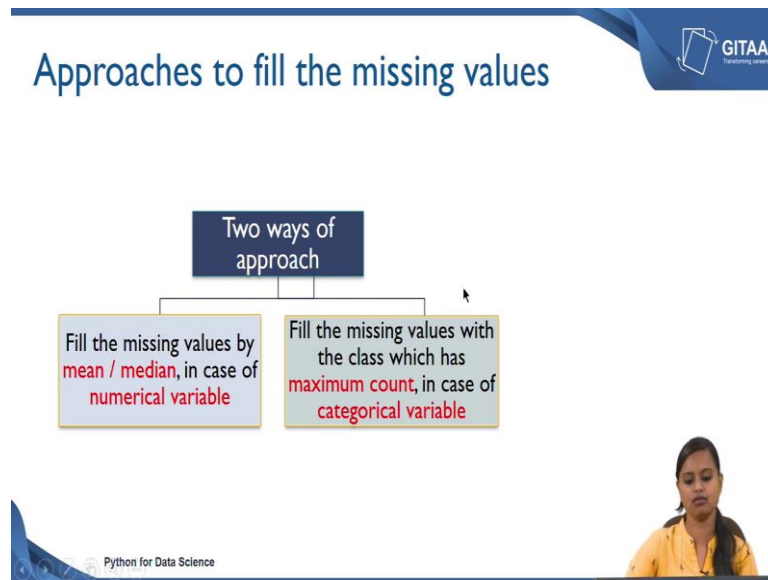 Approaches to fill the missing values
GITAA
Transforming careers
Two ways of
approach
Fill the missing values by
mean / median, in case of
numerical variable
Fill the missing values with
the class which has
maximum count, in case of
categorical variable
Python for Data Science